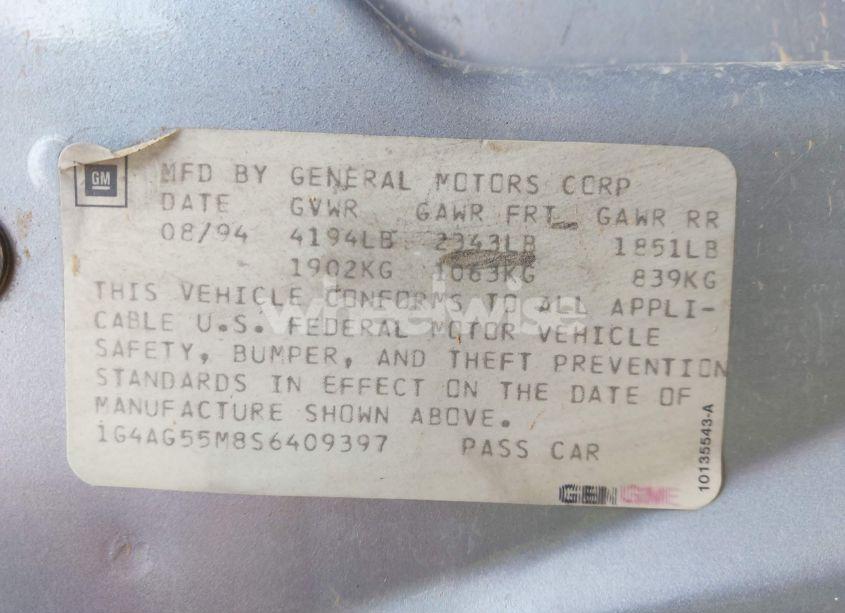 GM
MFD BY GENERAL MOTORS CORP
DATE GVWR GAWR FRT GAWR RR
08/94 4194LB 2343LB 1851LB
1902KG 1063KG 839KG
THIS VEHICLE CONFORMS TO ALL APPLI-
CABLE U.S. FEDERAL MOTOR VEHICLE
SAFETY, BUMPER, AND THEFT PREVENTION
STANDARDS IN EFFECT ON THE DATE OF
MANUFACTURE SHOWN ABOVE.
1G4AG55M8S6409397 PASS CAR
10135543-A
wheelwise